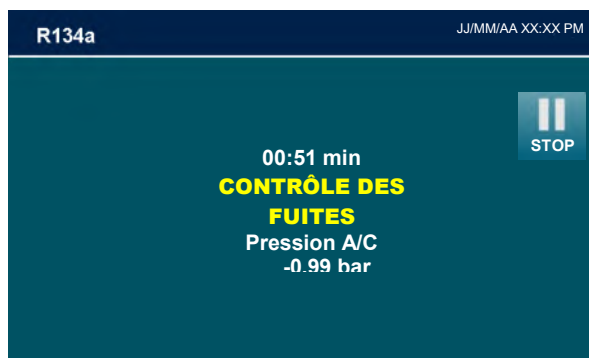 R134a
JJ/MM/AA XX:XX PM
STOP
00:51 min
CONTRÔLE DES
FUITES
Pression A/C
-0.99 bar